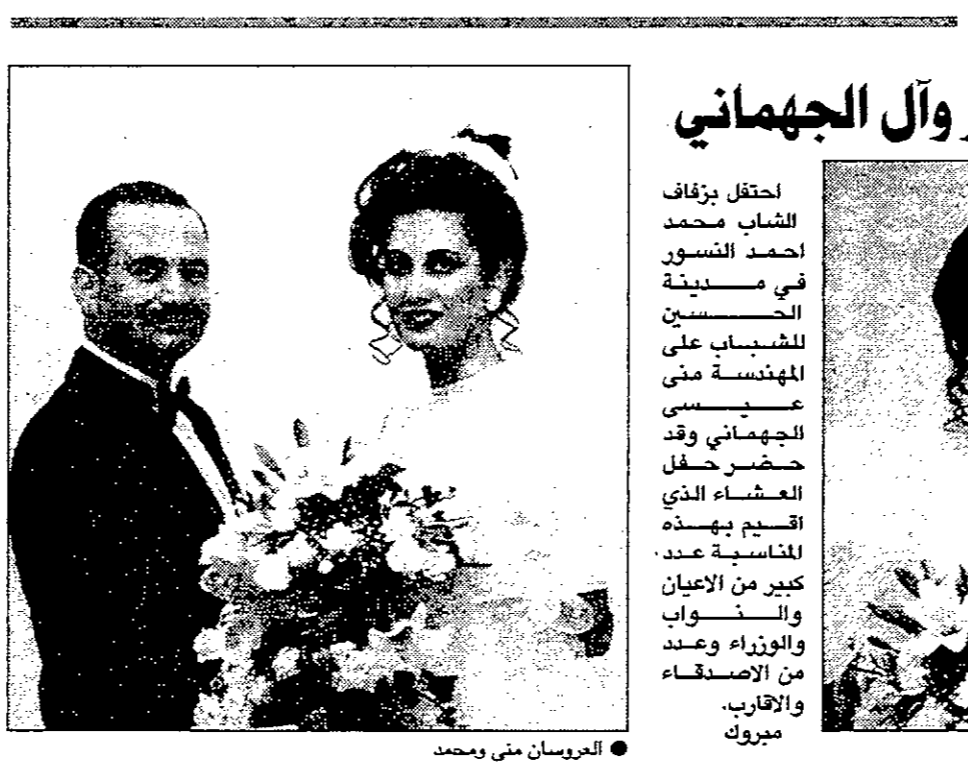 وآل الجهماني
احتفل بزفاف
الشاب محمد
احمد النسور
في مدينة
الحسين
للشباب على
المهندسة منى
عيسى
الجهماني وقد
حضر حفل
العشاء الذي
اقيم بهذه
المناسبة عدد
كبير من الاعيان
والنواب
والوزراء وعدد
من الاصدقاء
والاقارب.
مبروك
● العروسان منى ومحمد